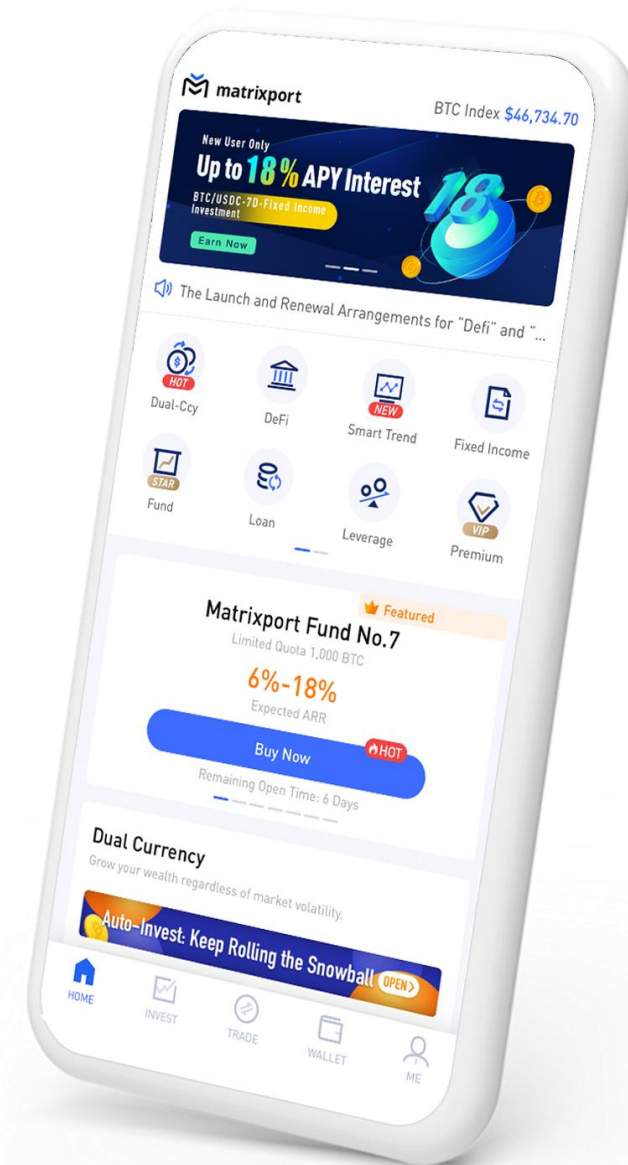 matrixport
BTC Index $46,734.70
New User Only
Up to 18% APY Interest
BTC/USDC-7D-Fixed Income
Investment
Earn Now
18
The Launch and Renewal Arrangements for “Defi” and “...
HOT
NEW
Dual-Ccy
DeFi
Smart Trend
Fixed Income
STAR
VIP
Fund
Loan
Leverage
Premium
Featured
Matrixport Fund No.7
Limited Quota 1,000 BTC
6%-18%
Expected ARR
Buy Now
HOT
Remaining Open Time: 6 Days
Dual Currency
Grow your wealth regardless of market volatility.
Auto-Invest: Keep Rolling the Snowball OPEN>
HOME
INVEST
TRADE
WALLET
ME